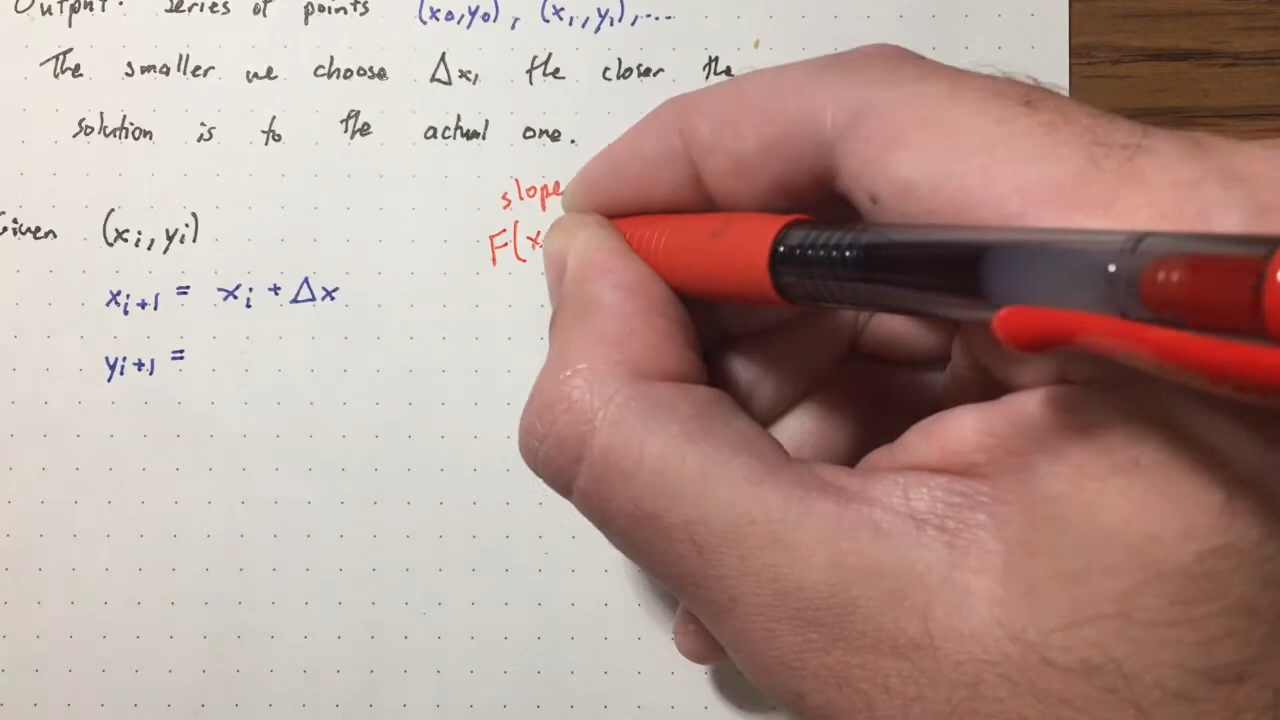 Output: series of points (x0,y0), (x1,y1),...
The smaller we choose Δx, the closer the
solution is to the actual one.
slope
Given (xi,yi) F(x
xi+1 = xi + Δx
yi+1 =